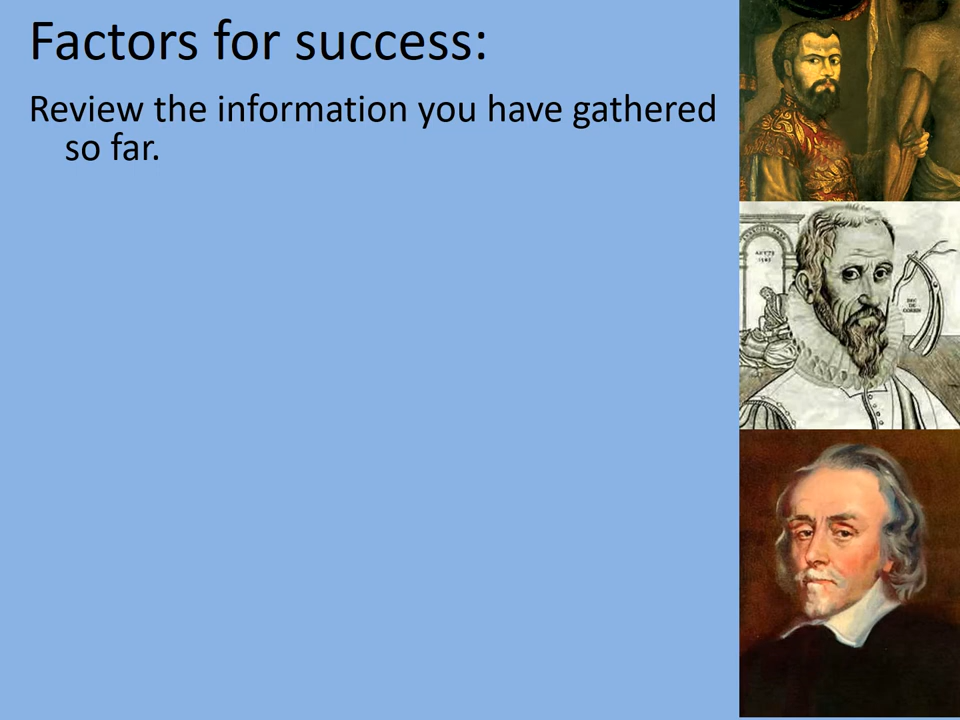 Factors for success:
Review the information you have gathered
so far.